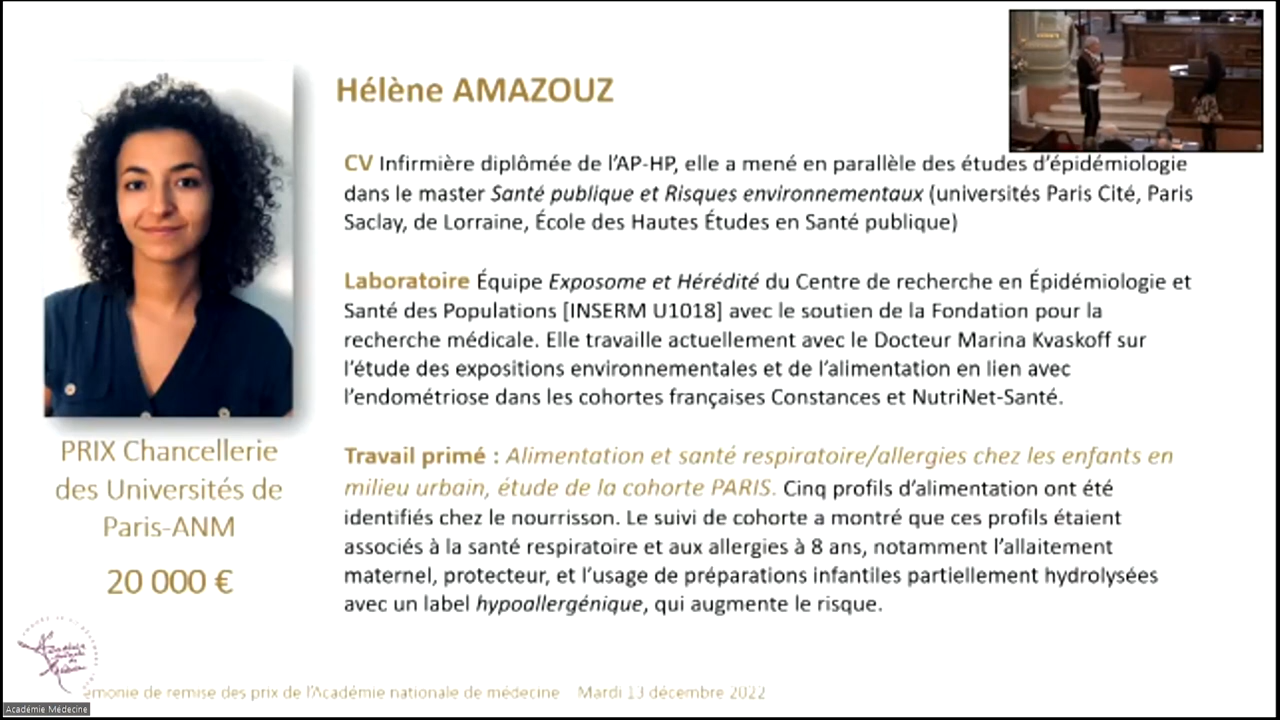 Hélène AMAZOUZ
CV Infirmière diplômée de l'AP-HP, elle a mené en parallèle des études d'épidémiologie
dans le master Santé publique et Risques environnementaux (universités Paris Cité, Paris
Saclay, de Lorraine, École des Hautes Études en Santé publique)
Laboratoire Équipe Exposome et Hérédité du Centre de recherche en Épidémiologie et
Santé des Populations [INSERM U1018] avec le soutien de la Fondation pour la
recherche médicale. Elle travaille actuellement avec le Docteur Marina Kvaskoff sur
l'étude des expositions environnementales et de l'alimentation en lien avec
l'endométriose dans les cohortes françaises Constances et NutriNet-Santé.
Travail primé : Alimentation et santé respiratoire/allergies chez les enfants en
milieu urbain, étude de la cohorte PARIS. Cinq profils d'alimentation ont été
identifiés chez le nourrisson. Le suivi de cohorte a montré que ces profils étaient
associés à la santé respiratoire et aux allergies à 8 ans, notamment l'allaitement
maternel, protecteur, et l'usage de préparations infantiles partiellement hydrolysées
avec un label hypoallergénique, qui augmente le risque.
PRIX Chancellerie
des Universités de
Paris-ANM
20 000 €
émonie de remise des prix de l'Académie nationale de médecine Mardi 13 décembre 2022
Académie Médecine